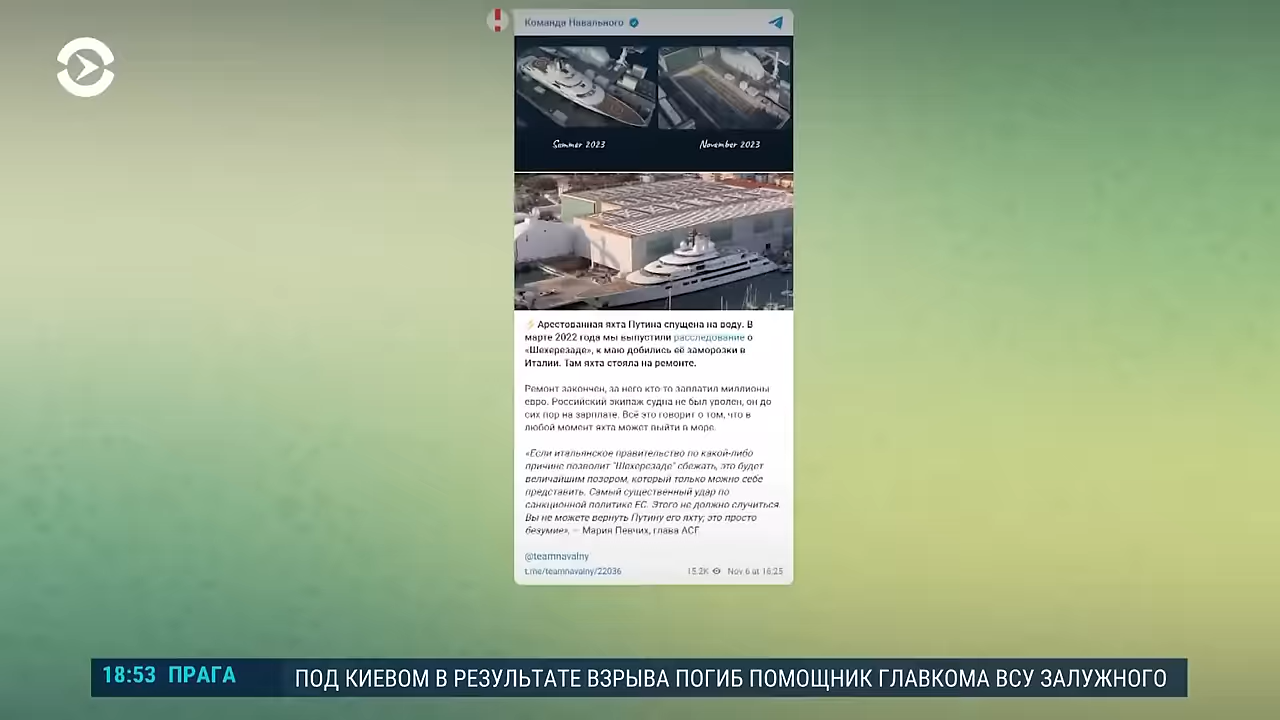 Команда Навального
Summer 2023
November 2023
⚡Арестованная яхта Путина спущена на воду. В
марте 2022 года мы выпустили расследование о
«Шехерезаде», к маю добились её заморозки в
Италии. Там яхта стояла на ремонте.
Ремонт закончен, за него кто-то заплатил миллионы
евро. Российский экипаж судна не был уволен, он до
сих пор на зарплате. Всё это говорит о том, что в
любой момент яхта может выйти в море.
«Если итальянское правительство по какой-либо
причине позволит "Шехерезаде" сбежать, это будет
величайшим позором, который только можно себе
представить. Самый существенный удар по
санкционной политике ЕС. Этого не должно случиться.
Вы не можете вернуть Путину его яхту; это просто
безумие», – Мария Певчих, глава ACF
@teamnavalny
t.me/teamnavalny/22036
15.2K Nov 6 at 16:25
18:53 ПРАГА
ПОД КИЕВОМ В РЕЗУЛЬТАТЕ ВЗРЫВА ПОГИБ ПОМОЩНИК ГЛАВКОМА ВСУ ЗАЛУЖНОГО